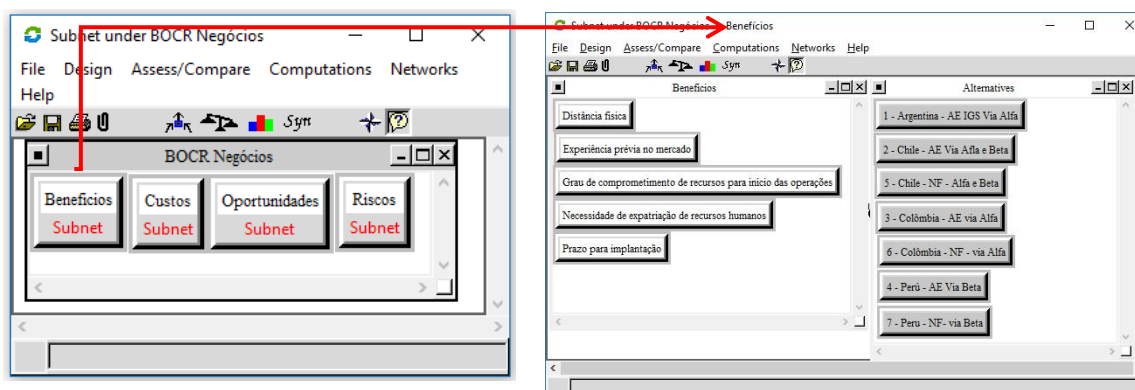 Subnet under BOCR Negócios
File Design Assess/Compare Computations Networks
Help
Syn
BOCR Negócios
Beneficios
Subnet
Custos
Subnet
Oportunidades
Subnet
Riscos
Subnet
Subnet under BOCR Negócios Benefícios
File Design Assess/Compare Computations Networks Help
Syn
Beneficios
Distância física
Experiência prévia no mercado
Grau de comprometimento de recursos para inicio das operações
Necessidade de expatriação de recursos humanos
Prazo para implantação
Alternatives
1 - Argentina - AE IGS Via Alfa
2 - Chile - AE Via Afla e Beta
5 - Chile - NF - Alfa e Beta
3 - Colômbia - AE via Alfa
6 - Colômbia - NF - via Alfa
4 - Perú - AE Via Beta
7 - Peru - NF- via Beta